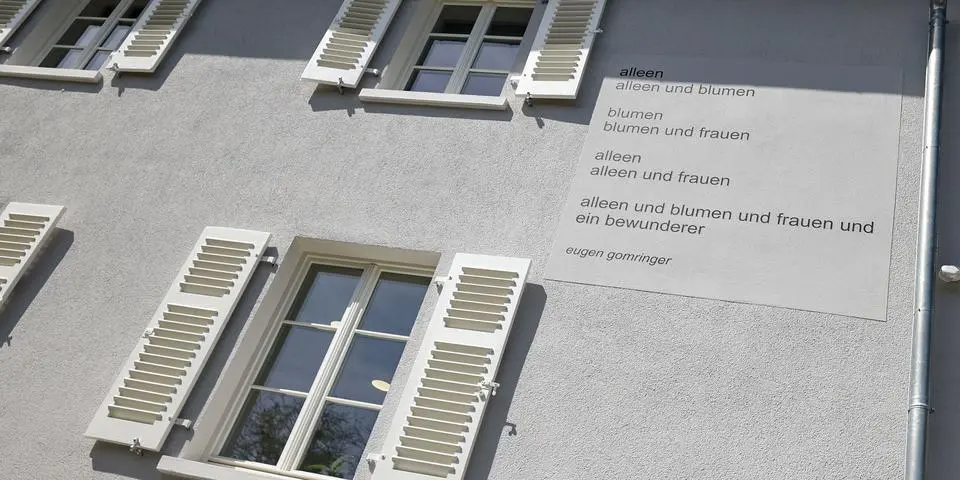 alleen
alleen und blumen
blumen
blumen und frauen
alleen
alleen und frauen
alleen und blumen und frauen und
ein bewunderer
eugen gomringer